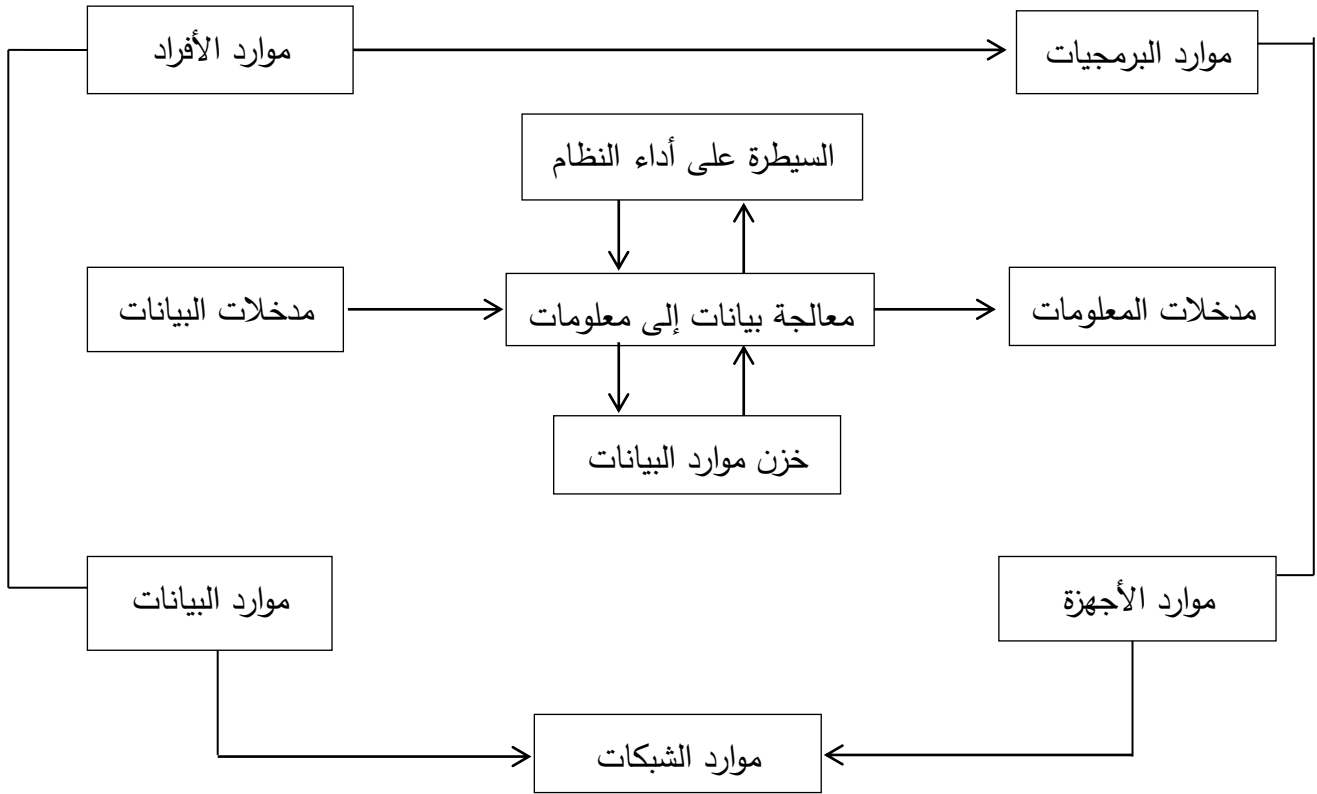 موارد البرمجيات
موارد الأفراد
السيطرة على أداء النظام
مدخلات المعلومات
معالجة بيانات إلى معلومات
مدخلات البيانات
خزن موارد البيانات
موارد الأجهزة
موارد البيانات
موارد الشبكات